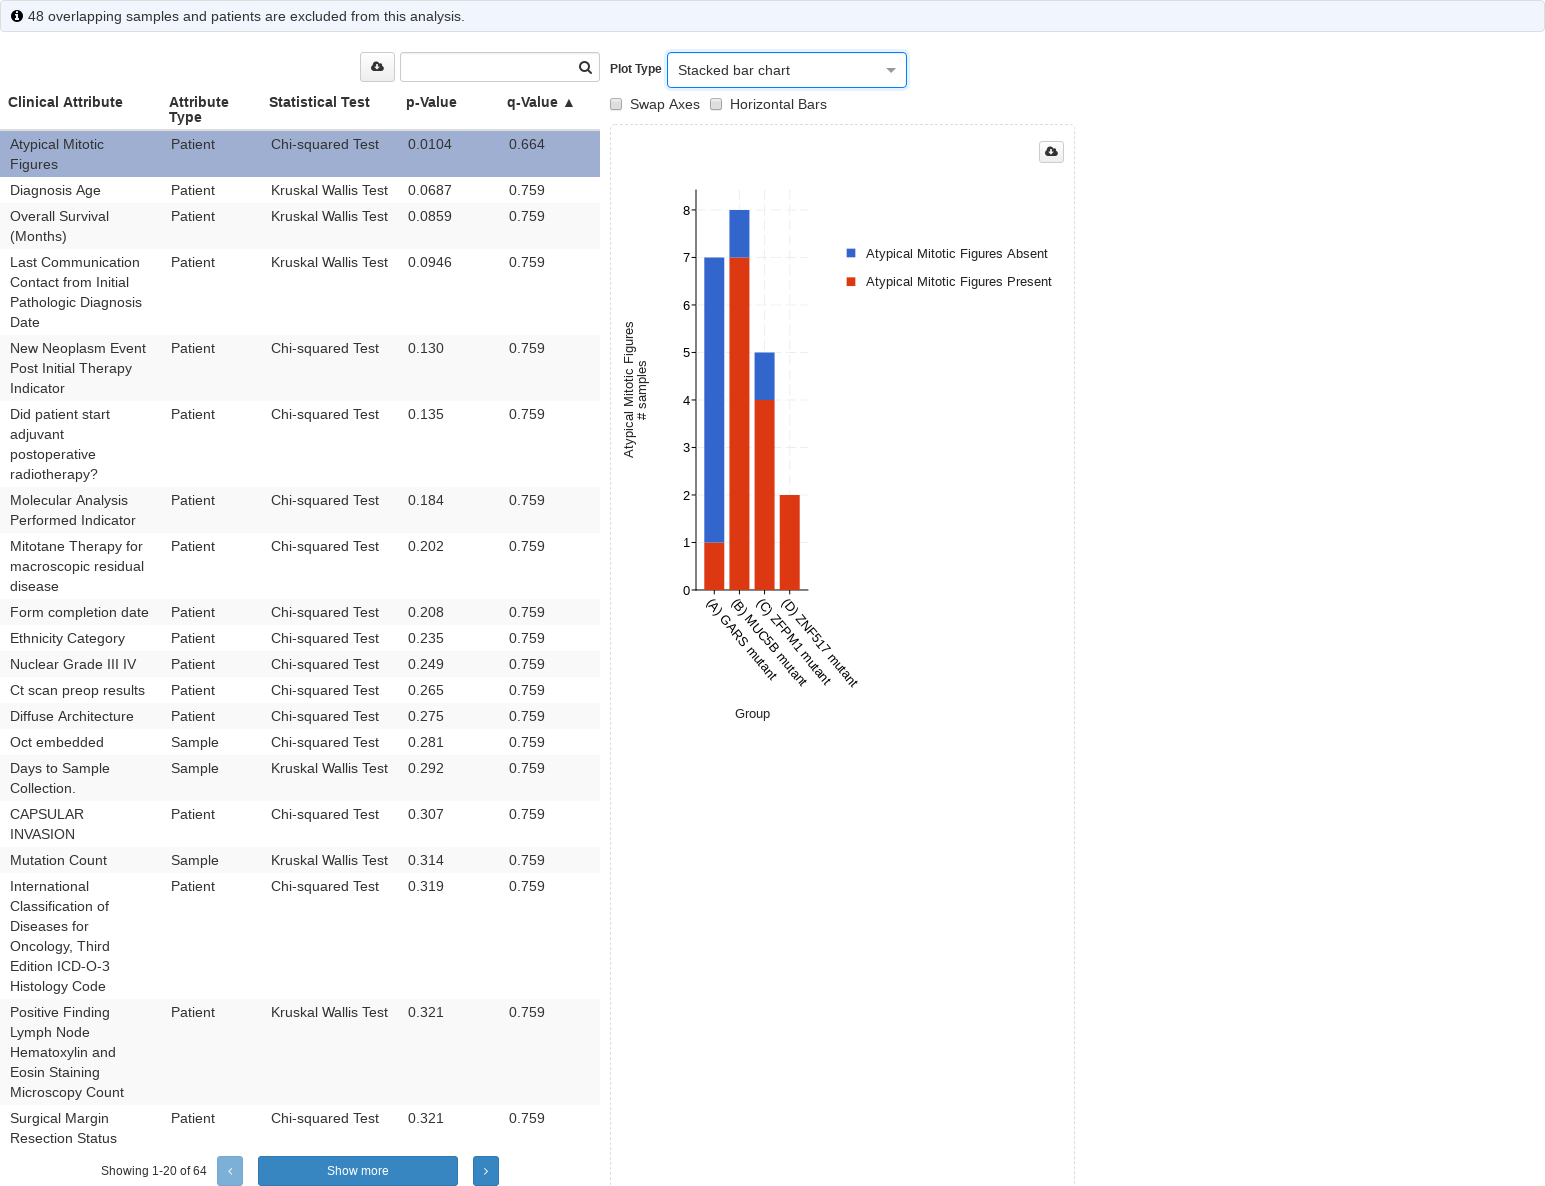 48 overlapping samples and patients are excluded from this analysis.
Plot Type
Stacked bar chart
Swap Axes
Horizontal Bars
Clinical Attribute Attribute Type Statistical Test p-Value q-Value ▲
Atypical Mitotic Figures Patient Chi-squared Test 0.0104 0.664
Diagnosis Age Patient Kruskal Wallis Test 0.0687 0.759
Overall Survival (Months) Patient Kruskal Wallis Test 0.0859 0.759
Last Communication Contact from Initial Pathologic Diagnosis Date Patient Kruskal Wallis Test 0.0946 0.759
New Neoplasm Event Post Initial Therapy Indicator Patient Chi-squared Test 0.130 0.759
Did patient start adjuvant postoperative radiotherapy? Patient Chi-squared Test 0.135 0.759
Molecular Analysis Performed Indicator Patient Chi-squared Test 0.184 0.759
Mitotane Therapy for macroscopic residual disease Patient Chi-squared Test 0.202 0.759
Form completion date Patient Chi-squared Test 0.208 0.759
Ethnicity Category Patient Chi-squared Test 0.235 0.759
Nuclear Grade III IV Patient Chi-squared Test 0.249 0.759
Ct scan preop results Patient Chi-squared Test 0.265 0.759
Diffuse Architecture Patient Chi-squared Test 0.275 0.759
Oct embedded Sample Chi-squared Test 0.281 0.759
Days to Sample Collection. Sample Kruskal Wallis Test 0.292 0.759
CAPSULAR INVASION Patient Chi-squared Test 0.307 0.759
Mutation Count Sample Kruskal Wallis Test 0.314 0.759
International Classification of Diseases for Oncology, Third Edition ICD-O-3 Histology Code Patient Chi-squared Test 0.319 0.759
Positive Finding Lymph Node Hematoxylin and Eosin Staining Microscopy Count Patient Kruskal Wallis Test 0.321 0.759
Surgical Margin Resection Status Patient Chi-squared Test 0.321 0.759
Showing 1-20 of 64
Show more
8
7
6
5
4
3
2
1
0
Atypical Mitotic Figures
# samples
(A) GARS mutant
(B) MUC5B mutant
(C) ZFPM1 mutant
(D) ZNF517 mutant
Group
Atypical Mitotic Figures Absent
Atypical Mitotic Figures Present